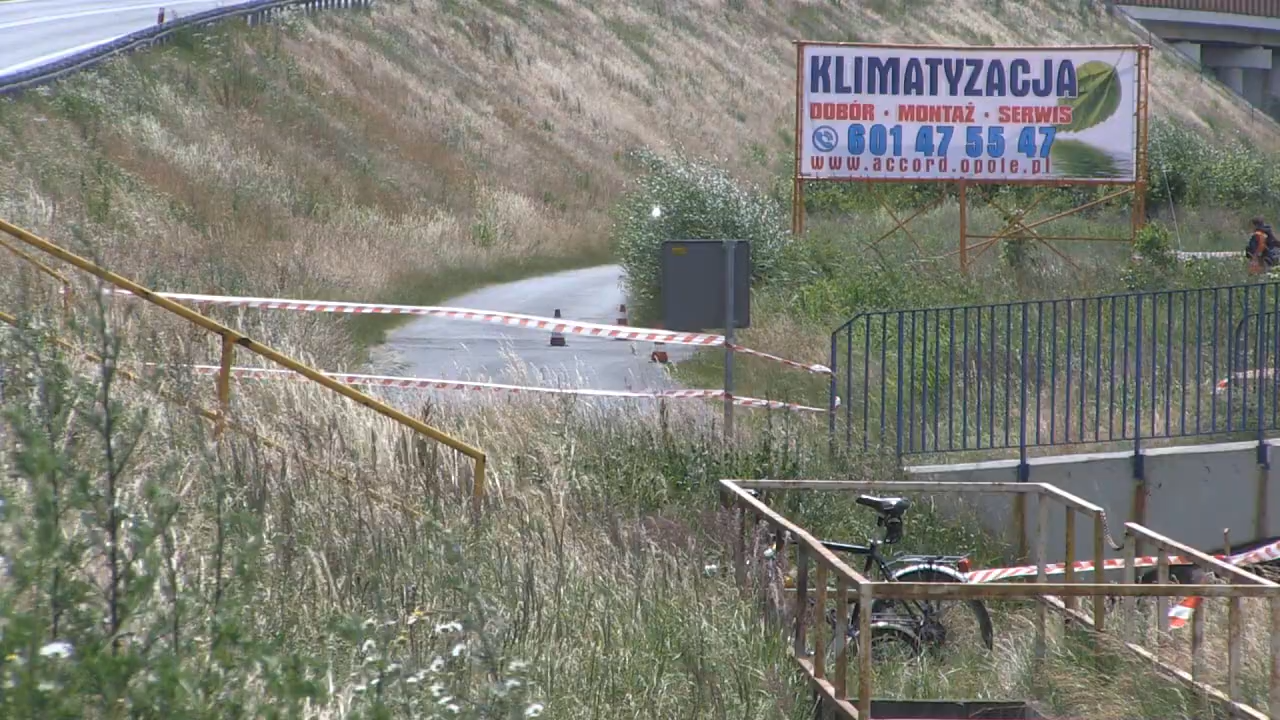 KLIMATYZACJA
DOBÓR · MONTAŻ · SERWIS
601 47 55 47
www.accord.opole.pl